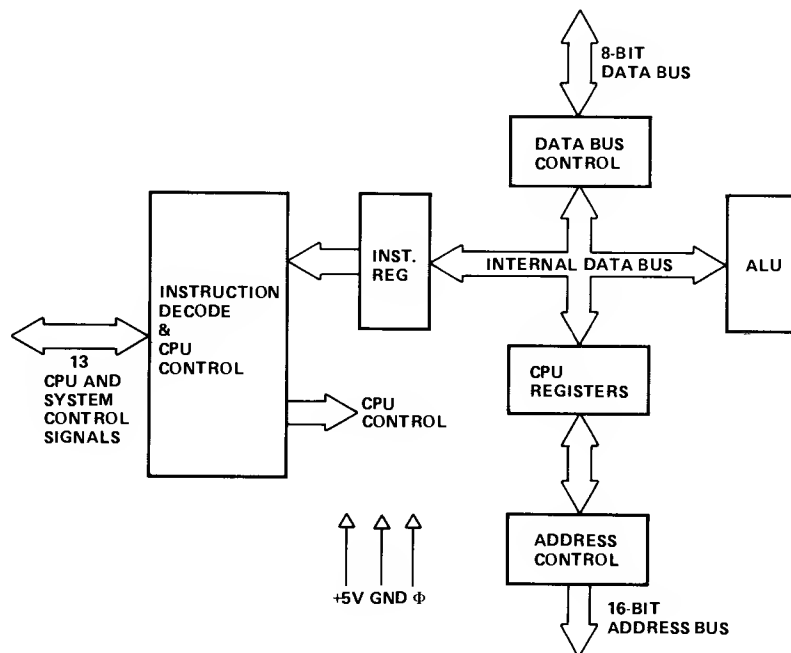 8-BIT
DATA BUS
DATA BUS
CONTROL
INST.
REG
INTERNAL DATA BUS
ALU
INSTRUCTION
DECODE
&
CPU
CONTROL
13
CPU AND
SYSTEM
CONTROL
SIGNALS
CPU
CONTROL
CPU
REGISTERS
ADDRESS
CONTROL
+5V GND Φ
16-BIT
ADDRESS BUS